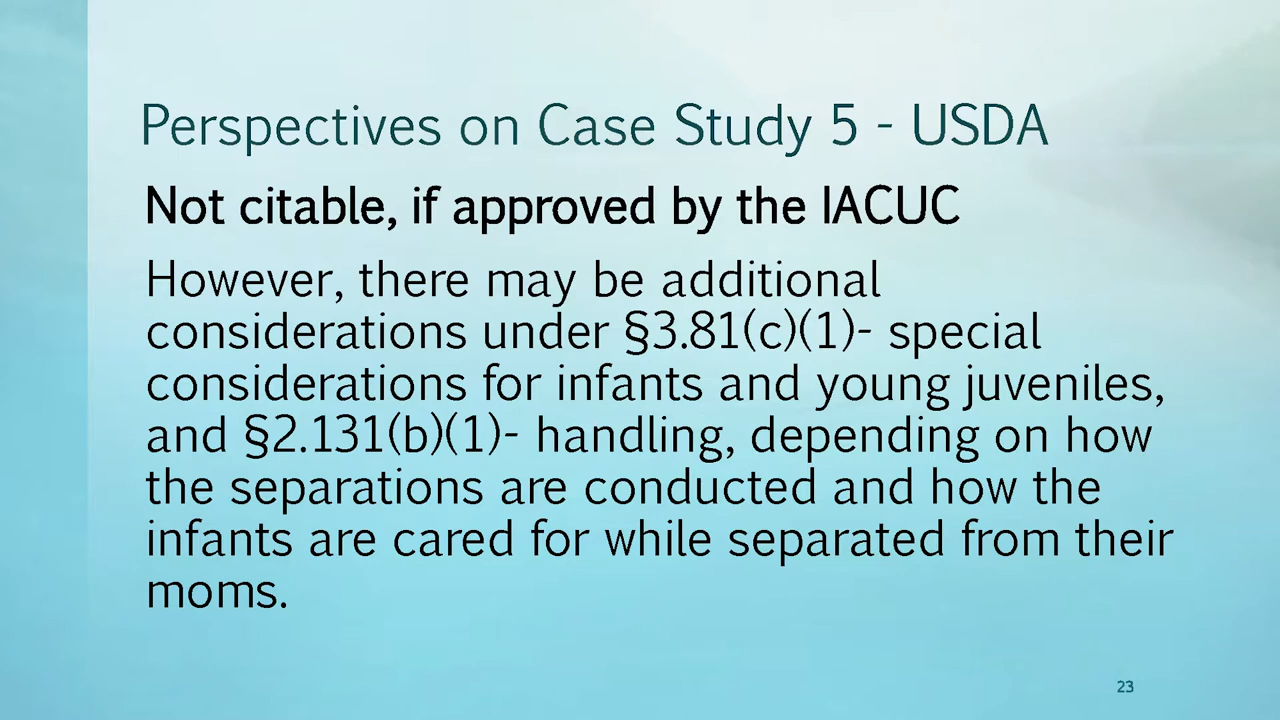 Perspectives on Case Study 5 - USDA
Not citable, if approved by the IACUC
However, there may be additional
considerations under §3.81(c)(1)- special
considerations for infants and young juveniles,
and §2.131(b)(1)- handling, depending on how
the separations are conducted and how the
infants are cared for while separated from their
moms.
23